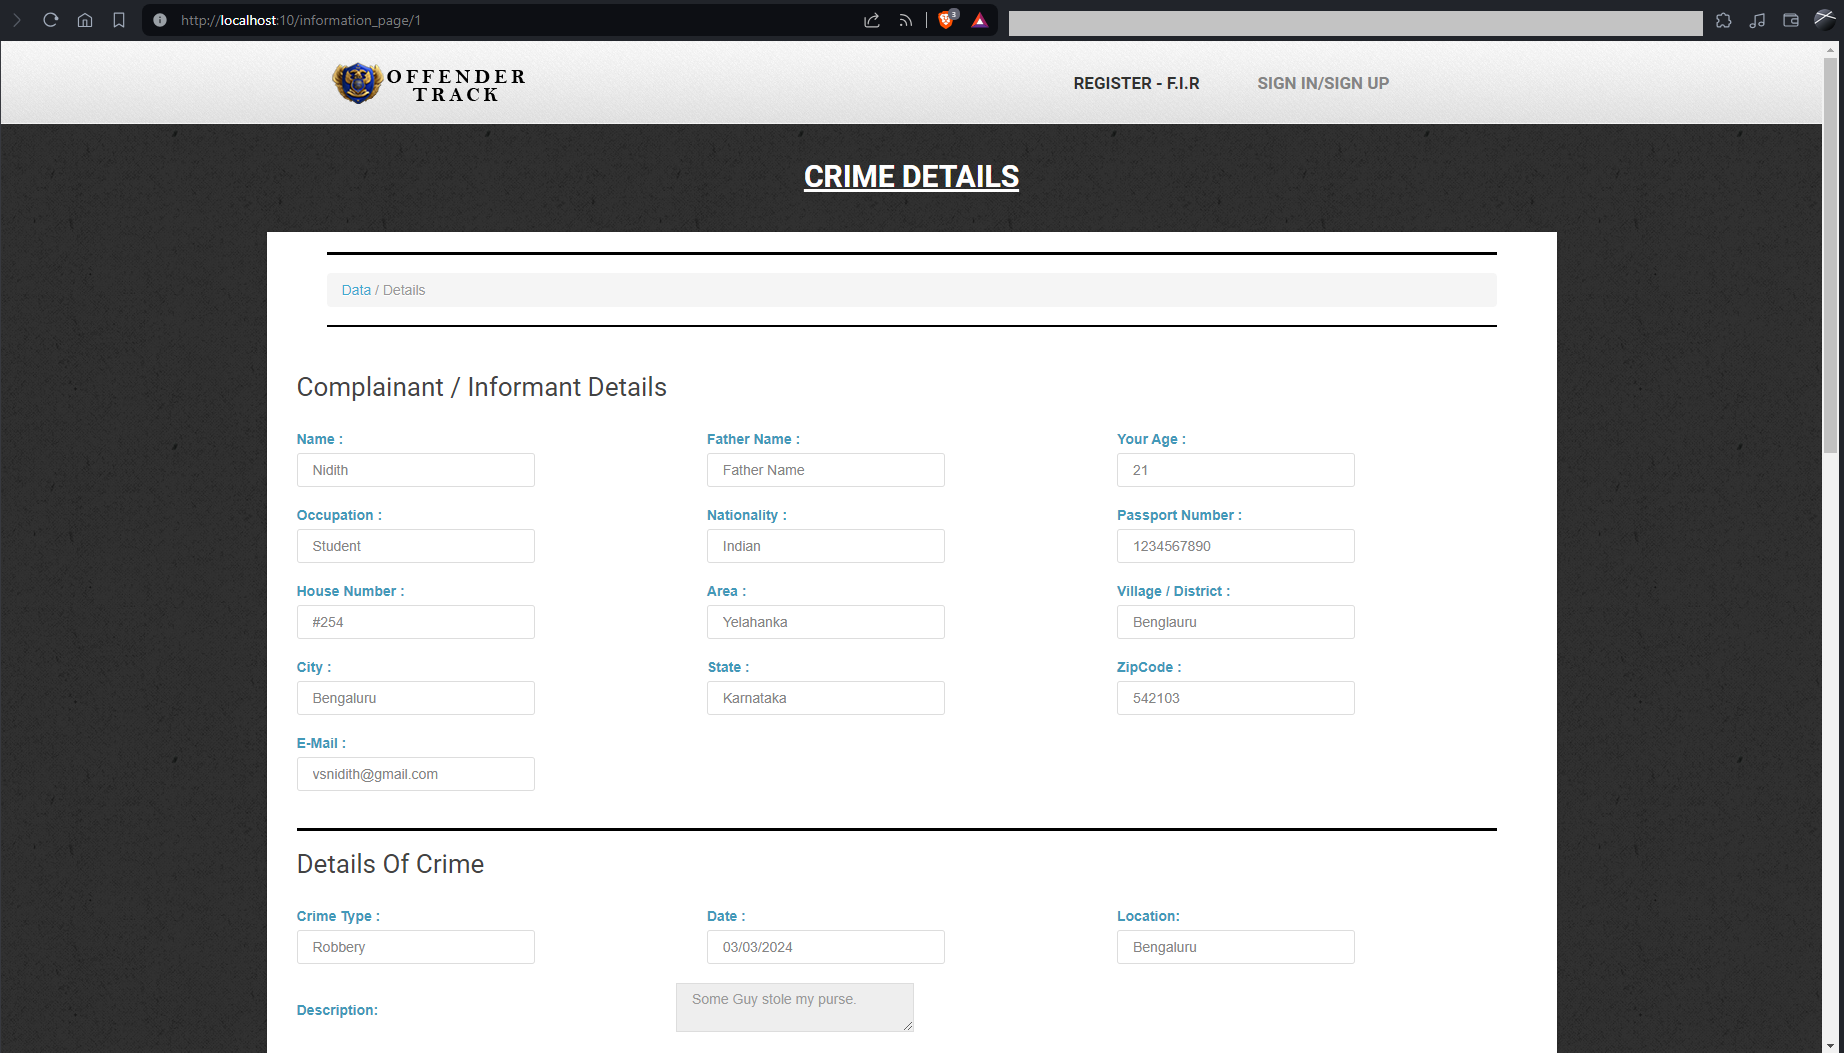 http://localhost:10/information_page/1
3
OFFENDER
TRACK
REGISTER - F.I.R
SIGN IN/SIGN UP
CRIME DETAILS
Data / Details
Complainant / Informant Details
Name : Father Name : Your Age :
Nidith Father Name 21
Occupation : Nationality : Passport Number :
Student Indian 1234567890
House Number : Area : Village / District :
#254 Yelahanka Benglauru
City : State : ZipCode :
Bengaluru Karnataka 542103
E-Mail :
vsnidith@gmail.com
Details Of Crime
Crime Type : Date : Location:
Robbery 03/03/2024 Bengaluru
Description: Some Guy stole my purse.